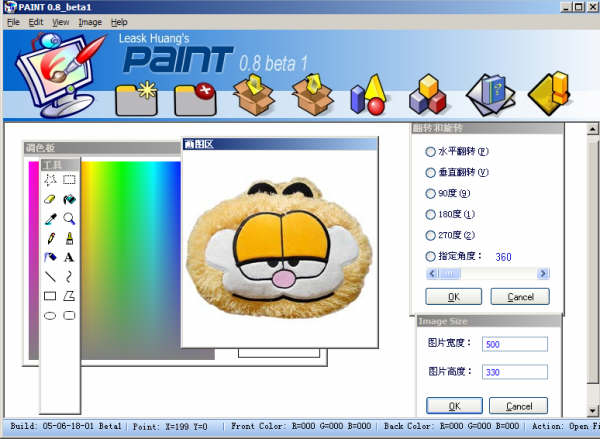 PAINT 0.8_beta1
File Edit View Image Help
Leask Huang's
PAINT 0.8 beta 1
调色板
工具
A
画图区
翻转和旋转
水平翻转(P)
垂直翻转(V)
90度(9)
180度(1)
270度(2)
指定角度： 360
OK Cancel
Image Size
图片宽度： 500
图片高度： 330
OK Cancel
Build: 05-06-18-01 Beta1 Point: X=199 Y=0 Front Color: R=000 G=000 B=000 Back Color: R=000 G=000 B=000 Action: Open Fi